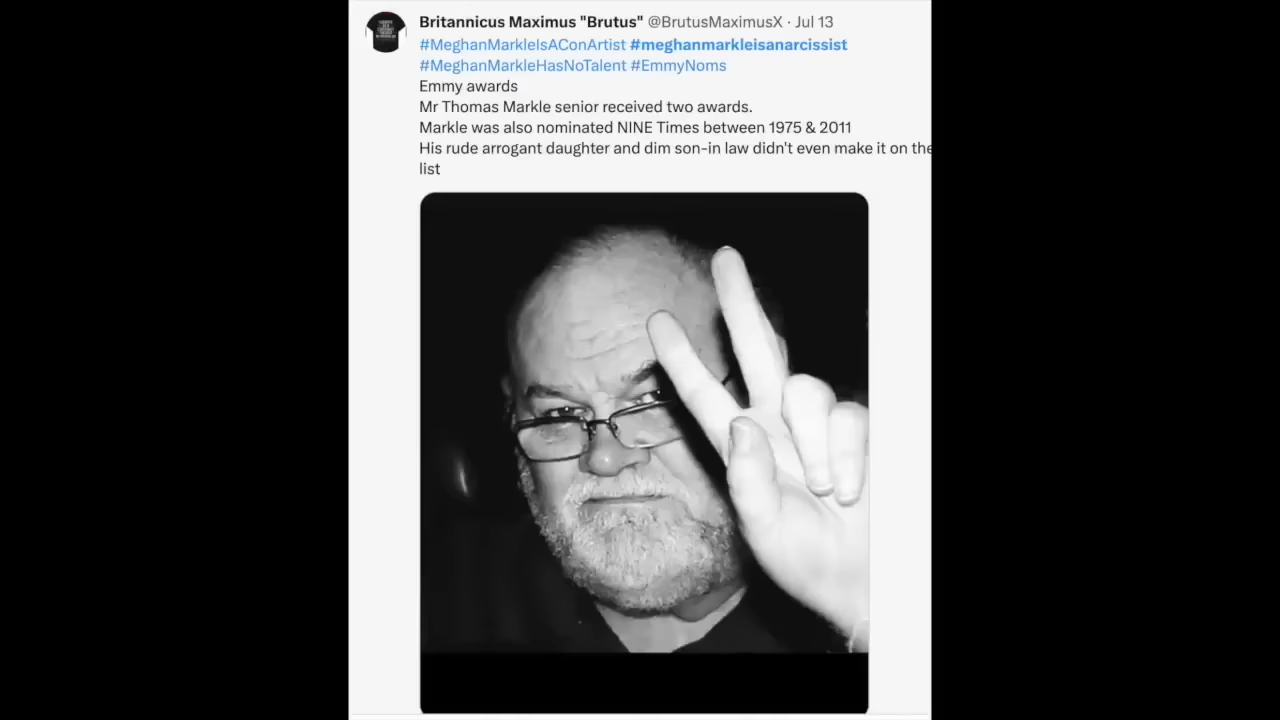 Britannicus Maximus "Brutus" @BrutusMaximusX · Jul 13
#MeghanMarkleIsAConArtist #meghanmarkleisanarcissist
#MeghanMarkleHasNoTalent #EmmyNoms
Emmy awards
Mr Thomas Markle senior received two awards.
Markle was also nominated NINE Times between 1975 & 2011
His rude arrogant daughter and dim son-in law didn't even make it on the
list